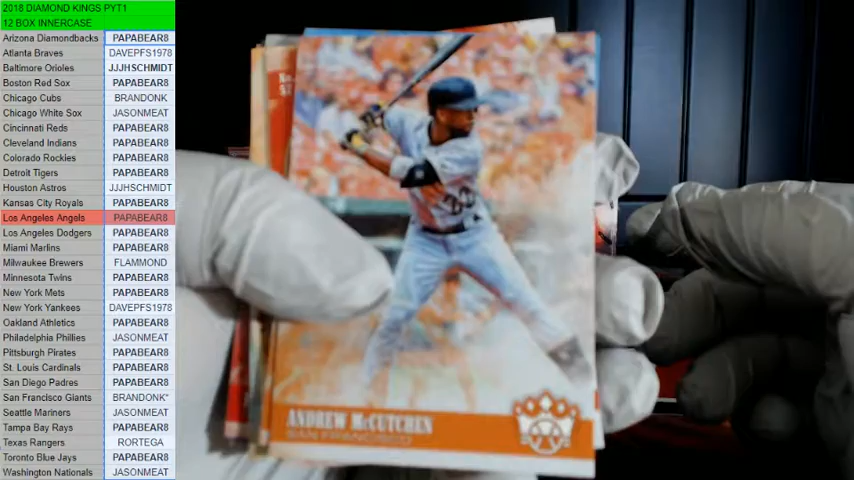 2018 DIAMOND KINGS PYT1
12 BOX INNERCASE
Arizona Diamondbacks PAPABEAR8
Atlanta Braves DAVEPFS1978
Baltimore Orioles JJJHSCHMIDT
Boston Red Sox PAPABEAR8
Chicago Cubs BRANDONK
Chicago White Sox JASONMEAT
Cincinnati Reds PAPABEAR8
Cleveland Indians PAPABEAR8
Colorado Rockies PAPABEAR8
Detroit Tigers PAPABEAR8
Houston Astros JJJHSCHMIDT
Kansas City Royals PAPABEAR8
Los Angeles Angels PAPABEAR8
Los Angeles Dodgers PAPABEAR8
Miami Marlins PAPABEAR8
Milwaukee Brewers FLAMMOND
Minnesota Twins PAPABEAR8
New York Mets PAPABEAR8
New York Yankees DAVEPFS1978
Oakland Athletics PAPABEAR8
Philadelphia Phillies JASONMEAT
Pittsburgh Pirates PAPABEAR8
St. Louis Cardinals PAPABEAR8
San Diego Padres PAPABEAR8
San Francisco Giants BRANDONK*
Seattle Mariners JASONMEAT
Tampa Bay Rays PAPABEAR8
Texas Rangers RORTEGA
Toronto Blue Jays PAPABEAR8
Washington Nationals JASONMEAT
No.
22
ANDREW McCUTCHEN
SAN FRANCISCO